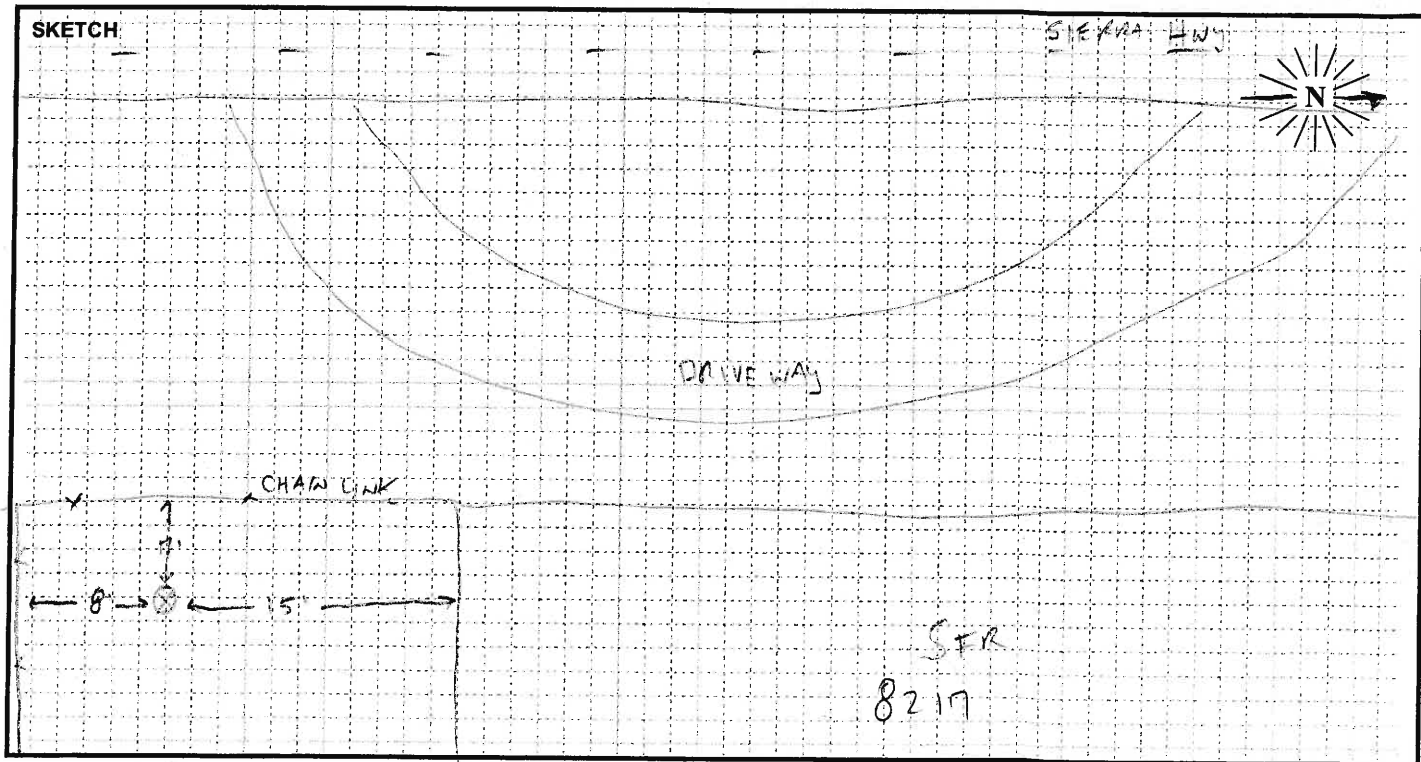 SKETCH
SIERRA HWY
N
DRIVE WAY
CHAIN LINK
7'
8' 15'
SFR
8217